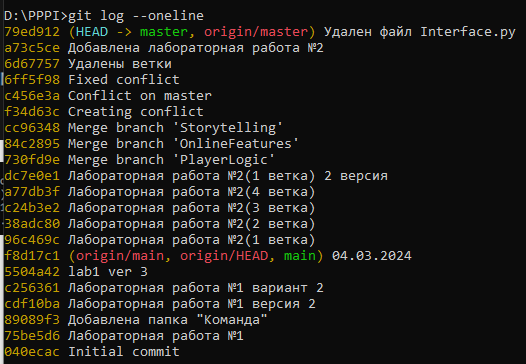 D:\PPPI>git log --oneline
79ed912 (HEAD -> master, origin/master) Удален файл Interface.py
a73c5ce Добавлена лабораторная работа №2
6d67757 Удалены ветки
6ff5f98 Fixed conflict
c456e3a Conflict on master
f34d63c Creating conflict
cc96348 Merge branch 'Storytelling'
84c2895 Merge branch 'OnlineFeatures'
730fd9e Merge branch 'PlayerLogic'
dc7e0e1 Лабораторная работа №2(1 ветка) 2 версия
a77db3f Лабораторная работа №2(4 ветка)
c24b3e2 Лабораторная работа №2(3 ветка)
38adc80 Лабораторная работа №2(2 ветка)
96c469c Лабораторная работа №2(1 ветка)
f8d17c1 (origin/main, origin/HEAD, main) 04.03.2024
5504a42 lab1 ver 3
c256361 Лабораторная работа №1 вариант 2
cdf10ba Лабораторная работа №1 версия 2
89089f3 Добавлена папка "Команда"
75be5d6 Лабораторная работа №1
040ecac Initial commit